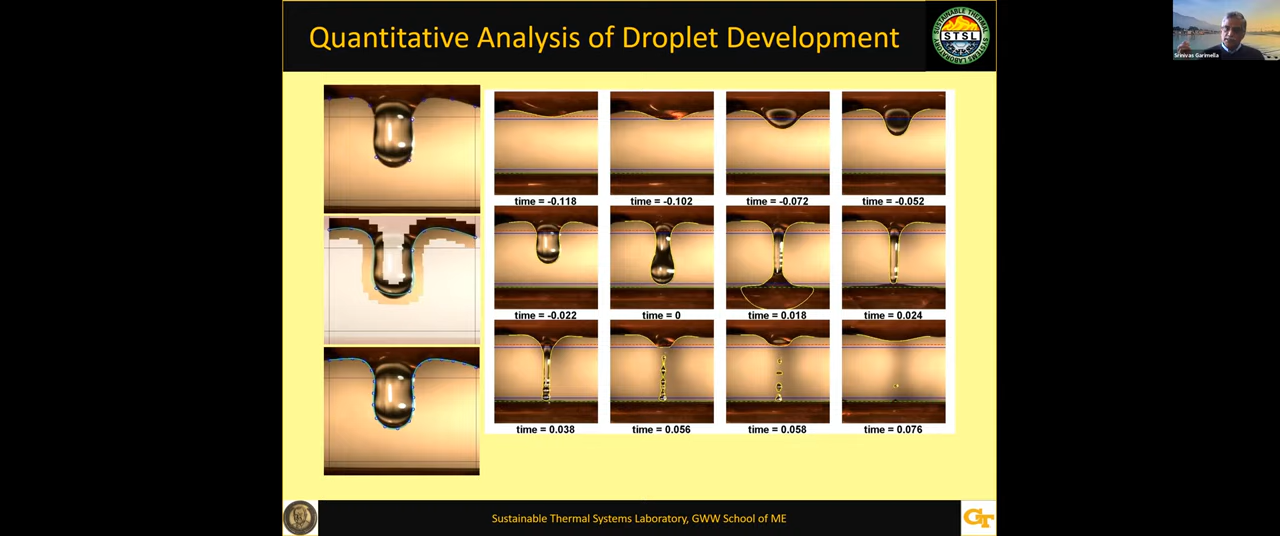 Quantitative Analysis of Droplet Development
SUSTAINABLE THERMAL
STSL
SYSTEMS LABORATORY
Srinivas Garimella
time = -0.118
time = -0.102
time = -0.072
time = -0.052
time = -0.022
time = 0
time = 0.018
time = 0.024
time = 0.038
time = 0.056
time = 0.058
time = 0.076
Sustainable Thermal Systems Laboratory, GWW School of ME
GT